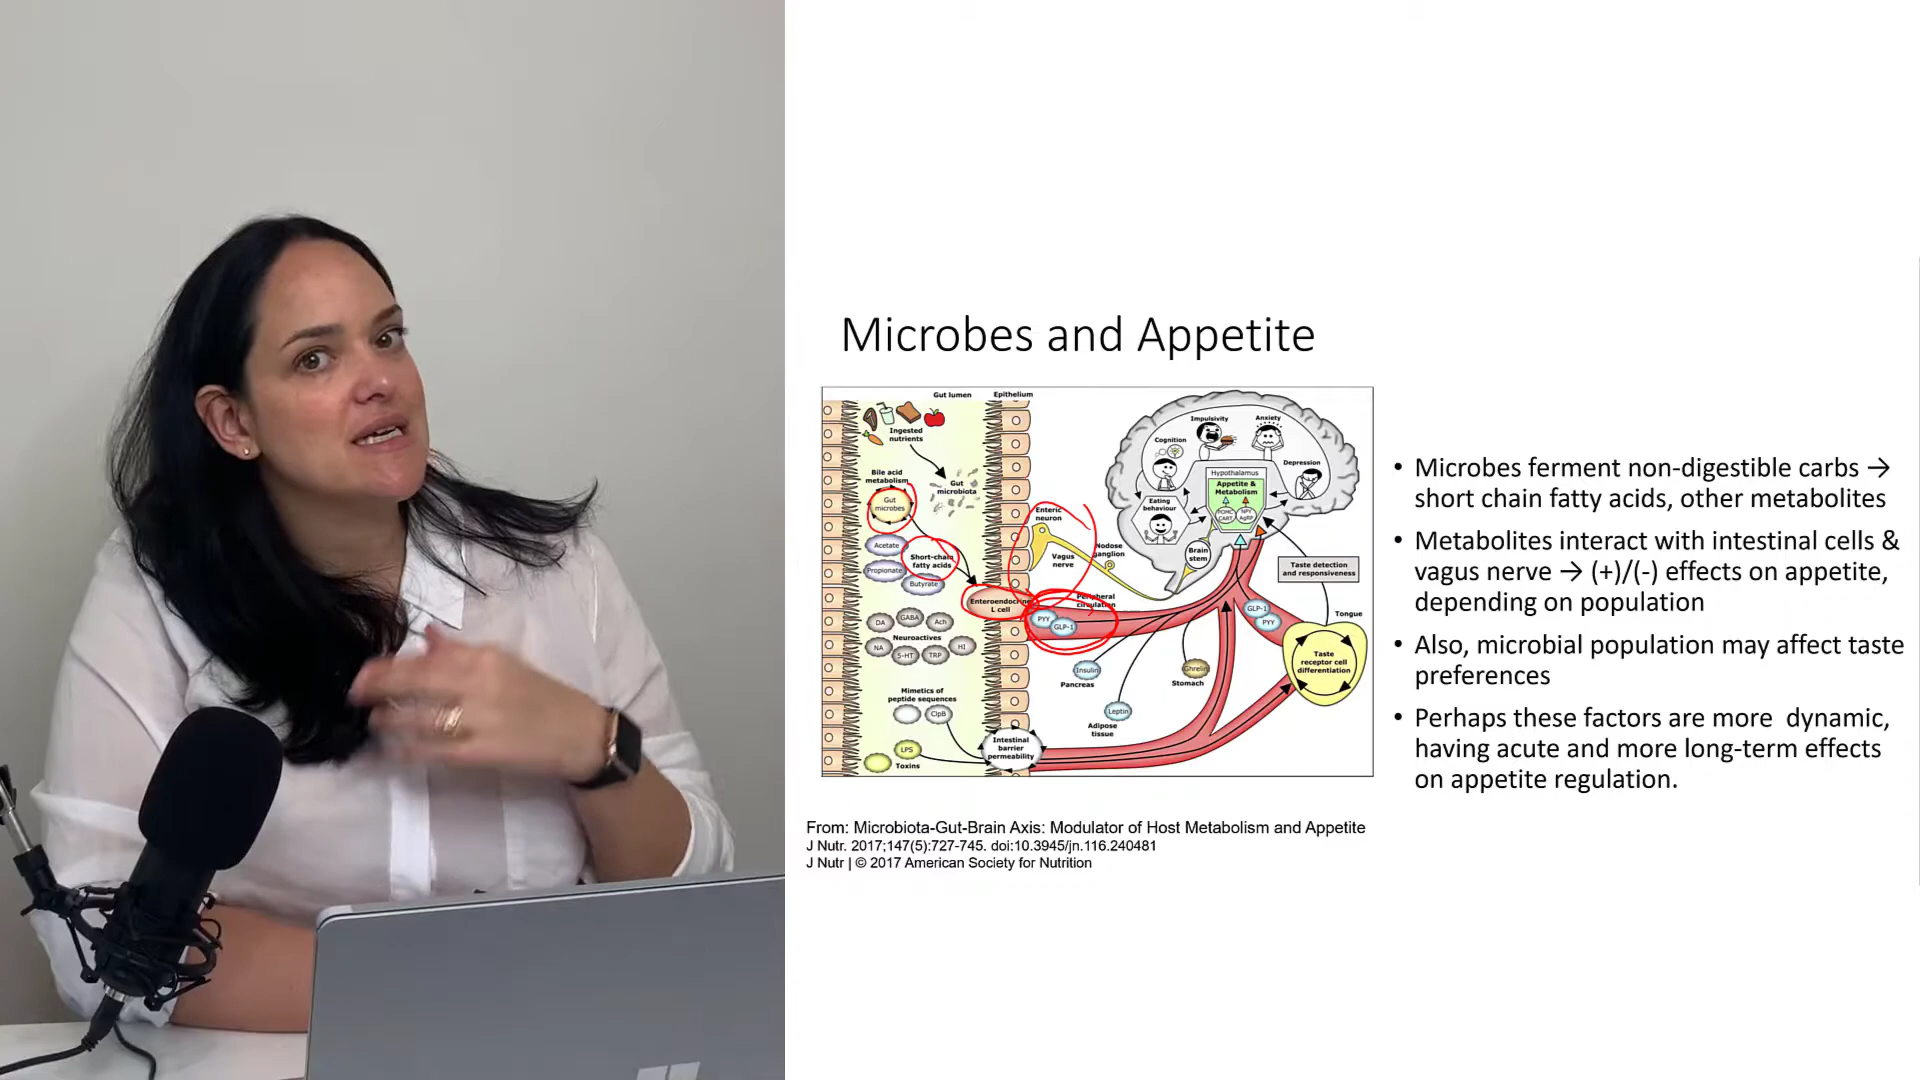 Microbes and Appetite
Gut lumen
Epithelium
Ingested
nutrients
Bile acid
metabolism
Gut
microbes
Gut
microbiota
Acetate
Short-chain
fatty acids
Propionate
Butyrate
Enteroendocrine
L cell
DA
GABA
Ach
Neuroactives
NA
5-HT
TRP
HI
Mimetics of
peptide sequences
ClpB
LPS
Toxins
Intestinal
barrier
permeability
Enteric
neuron
Vagus
nerve
Nodose
ganglion
Peripheral
circulation
PYY
GLP-1
Insulin
Pancreas
Leptin
Adipose
tissue
Ghrelin
Stomach
Impulsivity
Anxiety
Cognition
Depression
Hypothalamus
Appetite &
Metabolism
POMC
CART
NPY
AgRP
Eating
behaviour
Brain
stem
Taste detection
and responsiveness
GLP-1
PYY
Tongue
Taste
receptor cell
differentiation
• Microbes ferment non-digestible carbs →
short chain fatty acids, other metabolites
• Metabolites interact with intestinal cells &
vagus nerve → (+)/(-) effects on appetite,
depending on population
• Also, microbial population may affect taste
preferences
• Perhaps these factors are more dynamic,
having acute and more long-term effects
on appetite regulation.
From: Microbiota-Gut-Brain Axis: Modulator of Host Metabolism and Appetite
J Nutr. 2017;147(5):727-745. doi:10.3945/jn.116.240481
J Nutr | © 2017 American Society for Nutrition